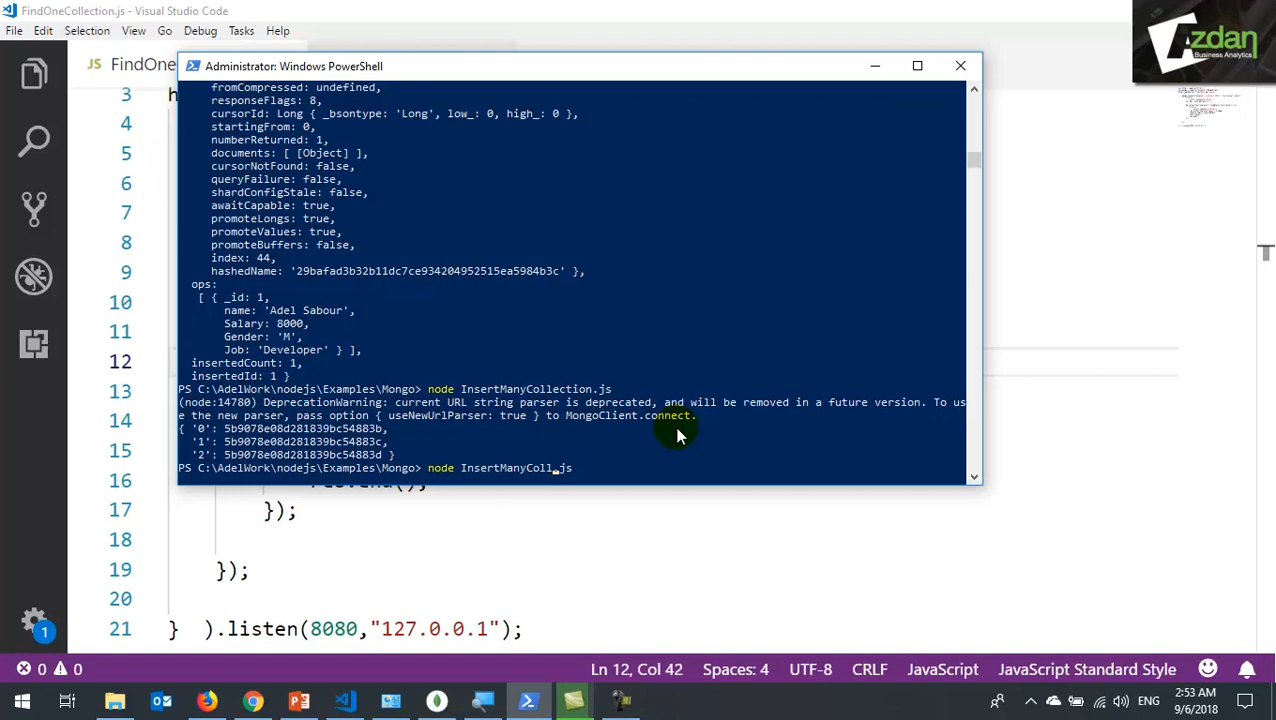 FindOneCollection.js - Visual Studio Code
File Edit Selection View Go Debug Tasks
Azdan
Business Analytics
JS FindOne
Administrator: Windows PowerShell
fromCompressed: undefined,
responseFlags: 8,
cursorId: Long { _bsontype: 'Long', low_: 0, high_: 0 },
startingFrom: 0,
numberReturned: 1,
documents: [ [Object] ],
cursorNotFound: false,
queryFailure: false,
shardConfigStale: false,
awaitCapable: true,
promoteLongs: true,
promoteValues: true,
promoteBuffers: false,
index: 44,
hashedName: '29bafad3b32b11dc7ce934204952515ea5984b3c' },
ops:
[ { _id: 1,
name: 'Adel Sabour',
Salary: 8000,
Gender: 'M',
Job: 'Developer' } ],
insertedCount: 1,
insertedId: 1 }
PS C:\AdelWork\nodejs\Examples\Mongo> node InsertManyCollection.js
(node:14780) DeprecationWarning: current URL string parser is deprecated, and will be removed in a future version. To us
e the new parser, pass option { useNewUrlParser: true } to MongoClient.connect.
{ '0': 5b9078e08d281839bc54883b,
'1': 5b9078e08d281839bc54883c,
'2': 5b9078e08d281839bc54883d }
PS C:\AdelWork\nodejs\Examples\Mongo> node InsertManyColl.js
3
4
5
6
7
8
9
10
11
12
13
14
15
16
17 });
18
19 });
20
21 } ).listen(8080,"127.0.0.1");
0 0 Ln 12, Col 42 Spaces: 4 UTF-8 CRLF JavaScript JavaScript Standard Style
1
ENG
2:53 AM
9/6/2018